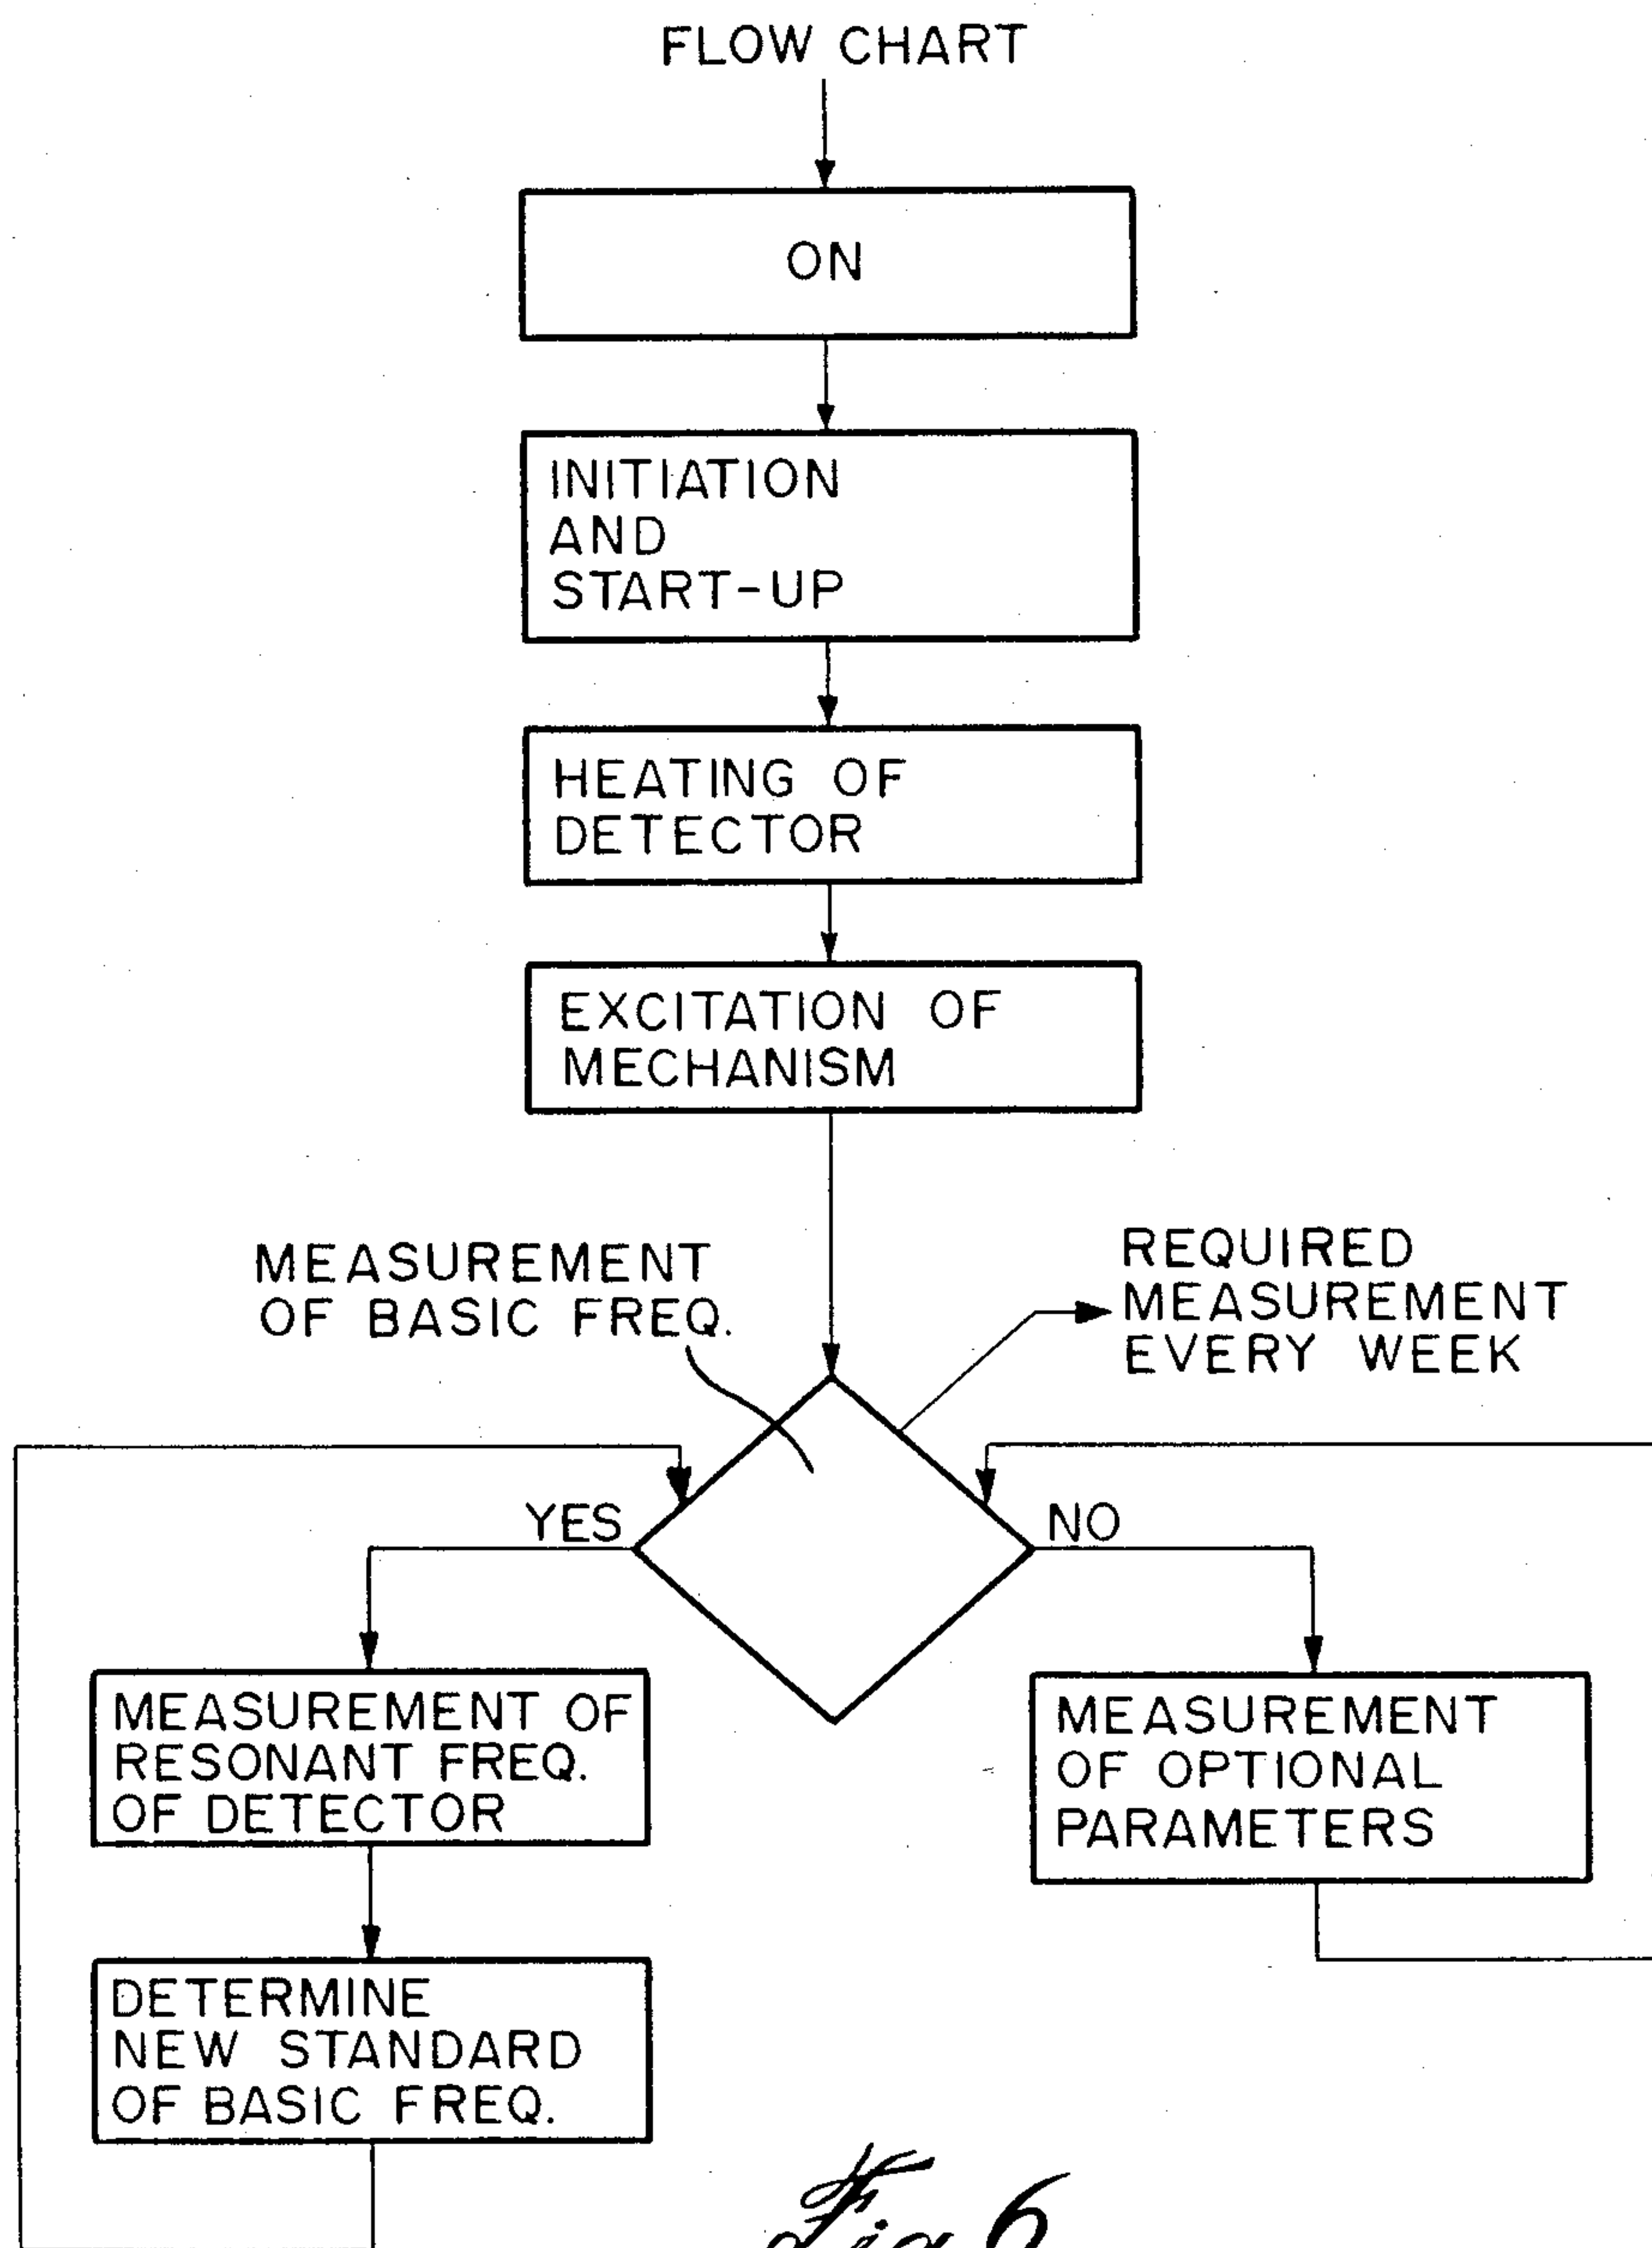 FLOW CHART
ON
INITIATION
AND
START-UP
HEATING OF
DETECTOR
EXCITATION OF
MECHANISM
MEASUREMENT
OF BASIC FREQ.
REQUIRED
MEASUREMENT
EVERY WEEK
YES
NO
MEASUREMENT OF
RESONANT FREQ.
OF DETECTOR
MEASUREMENT
OF OPTIONAL
PARAMETERS
DETERMINE
NEW STANDARD
OF BASIC FREQ.
Fig 6